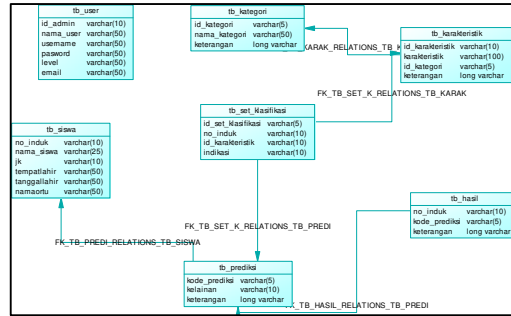 tb_user
id_admin varchar(10)
nama_user varchar(50)
username varchar(50)
pasword varchar(50)
level varchar(50)
email varchar(50)
tb_kategori
id_kategori varchar(5)
nama_kategori varchar(50)
keterangan long varchar
KARAK_RELATIONS_TB_K
tb_karakteristik
id_karakteristik varchar(10)
karakteristik varchar(100)
id_kategori varchar(5)
keterangan long varchar
FK_TB_SET_K_RELATIONS_TB_KARAK
tb_set_klasifikasi
id_set_klasifikasi varchar(5)
no_induk varchar(10)
id_karakteristik varchar(10)
indikasi varchar(10)
tb_siswa
no_induk varchar(10)
nama_siswa varchar(25)
jk varchar(10)
tempatlahir varchar(50)
tanggallahir varchar(50)
namaortu varchar(50)
tb_hasil
no_induk varchar(10)
kode_prediksi varchar(5)
keterangan long varchar
FK_TB_SET_K_RELATIONS_TB_PREDI
FK_TB_PREDI_RELATIONS_TB_SISWA
tb_prediksi
kode_prediksi varchar(5)
kelainan varchar(10)
keterangan long varchar
FK_TB_HASIL_RELATIONS_TB_PREDI